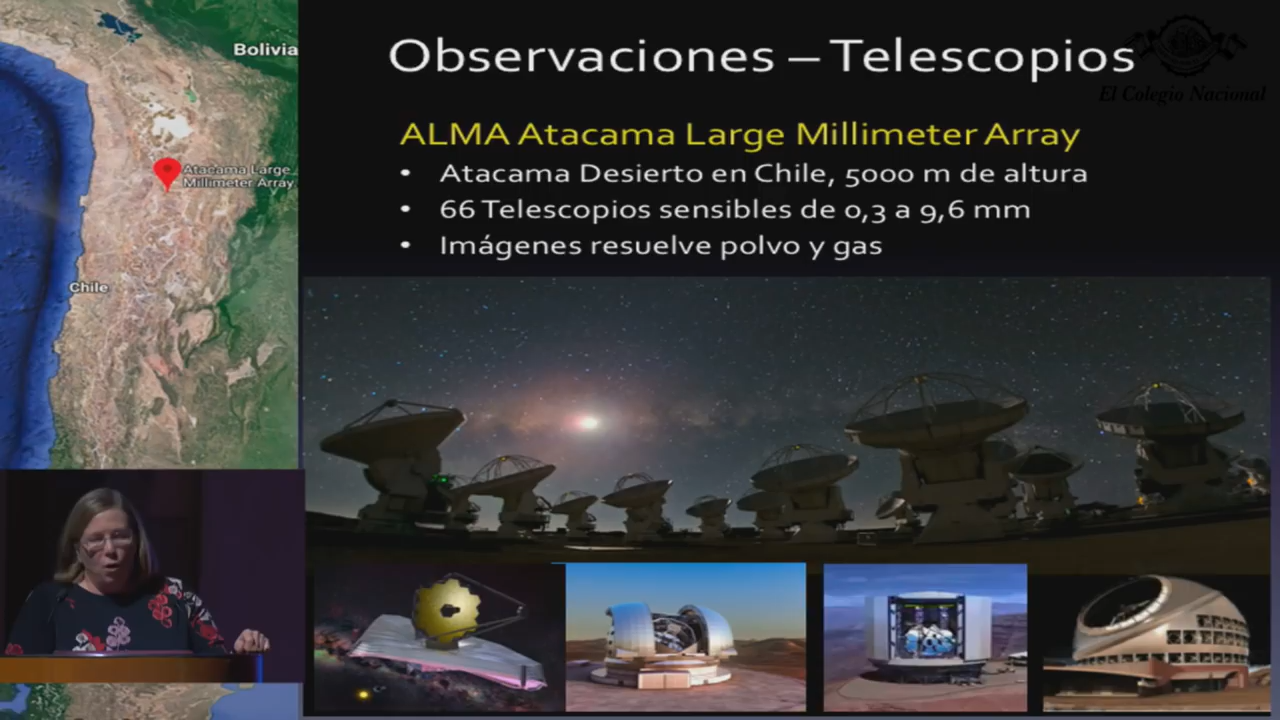 Bolivia
Atacama Large
Millimeter Array
Chile
Observaciones – Telescopios
El Colegio Nacional
ALMA Atacama Large Millimeter Array
• Atacama Desierto en Chile, 5000 m de altura
• 66 Telescopios sensibles de 0,3 a 9,6 mm
• Imágenes resuelve polvo y gas